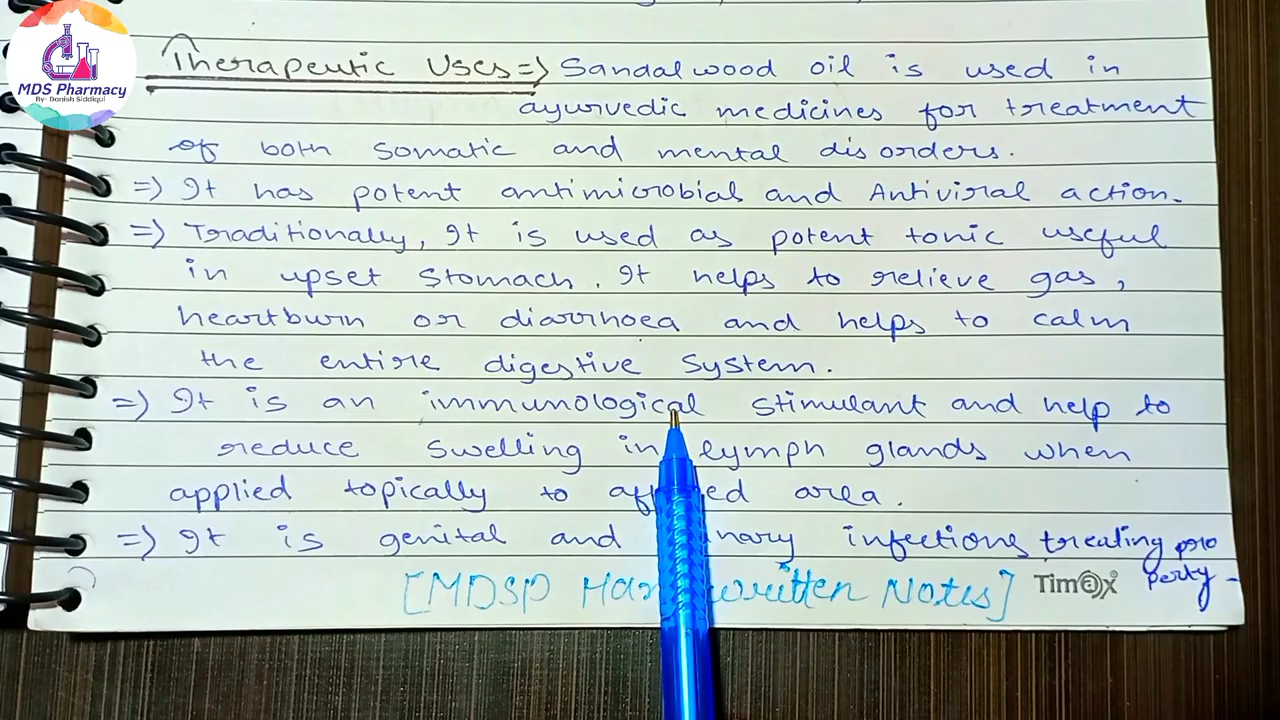 MDS Pharmacy
By- Danish Siddiqui
Therapeutic Uses=> Sandalwood oil is used in
ayurvedic medicines for treatment
of both somatic and mental disorders.
=> It has potent antimicrobial and Antiviral action.
=> Traditionally, It is used as potent tonic useful
in upset stomach. It helps to relieve gas,
heartburn or diarrhoea and helps to calm
the entire digestive system.
=> It is an immunological stimulant and help to
reduce swelling in lymph glands when
applied topically to area.
=> It is genital and infections treating pro
perty-
[MDSP Notes]
Timex